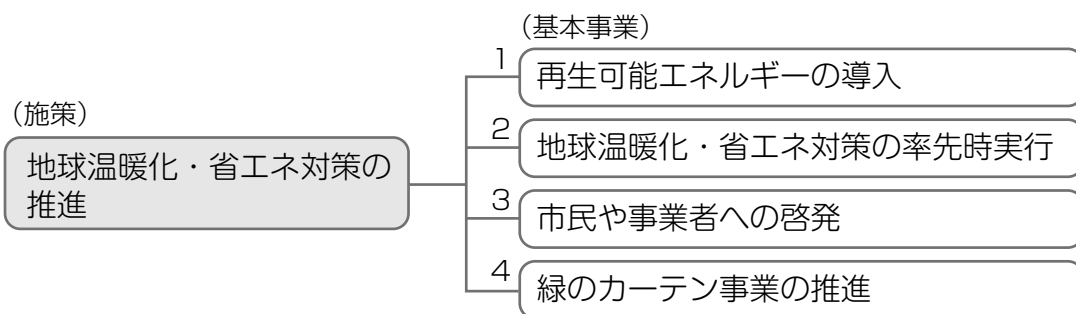 （基本事業）
1
再生可能エネルギーの導入
（施策）
2
地球温暖化・省エネ対策の率先時実行
地球温暖化・省エネ対策の
推進
3
市民や事業者への啓発
4
緑のカーテン事業の推進